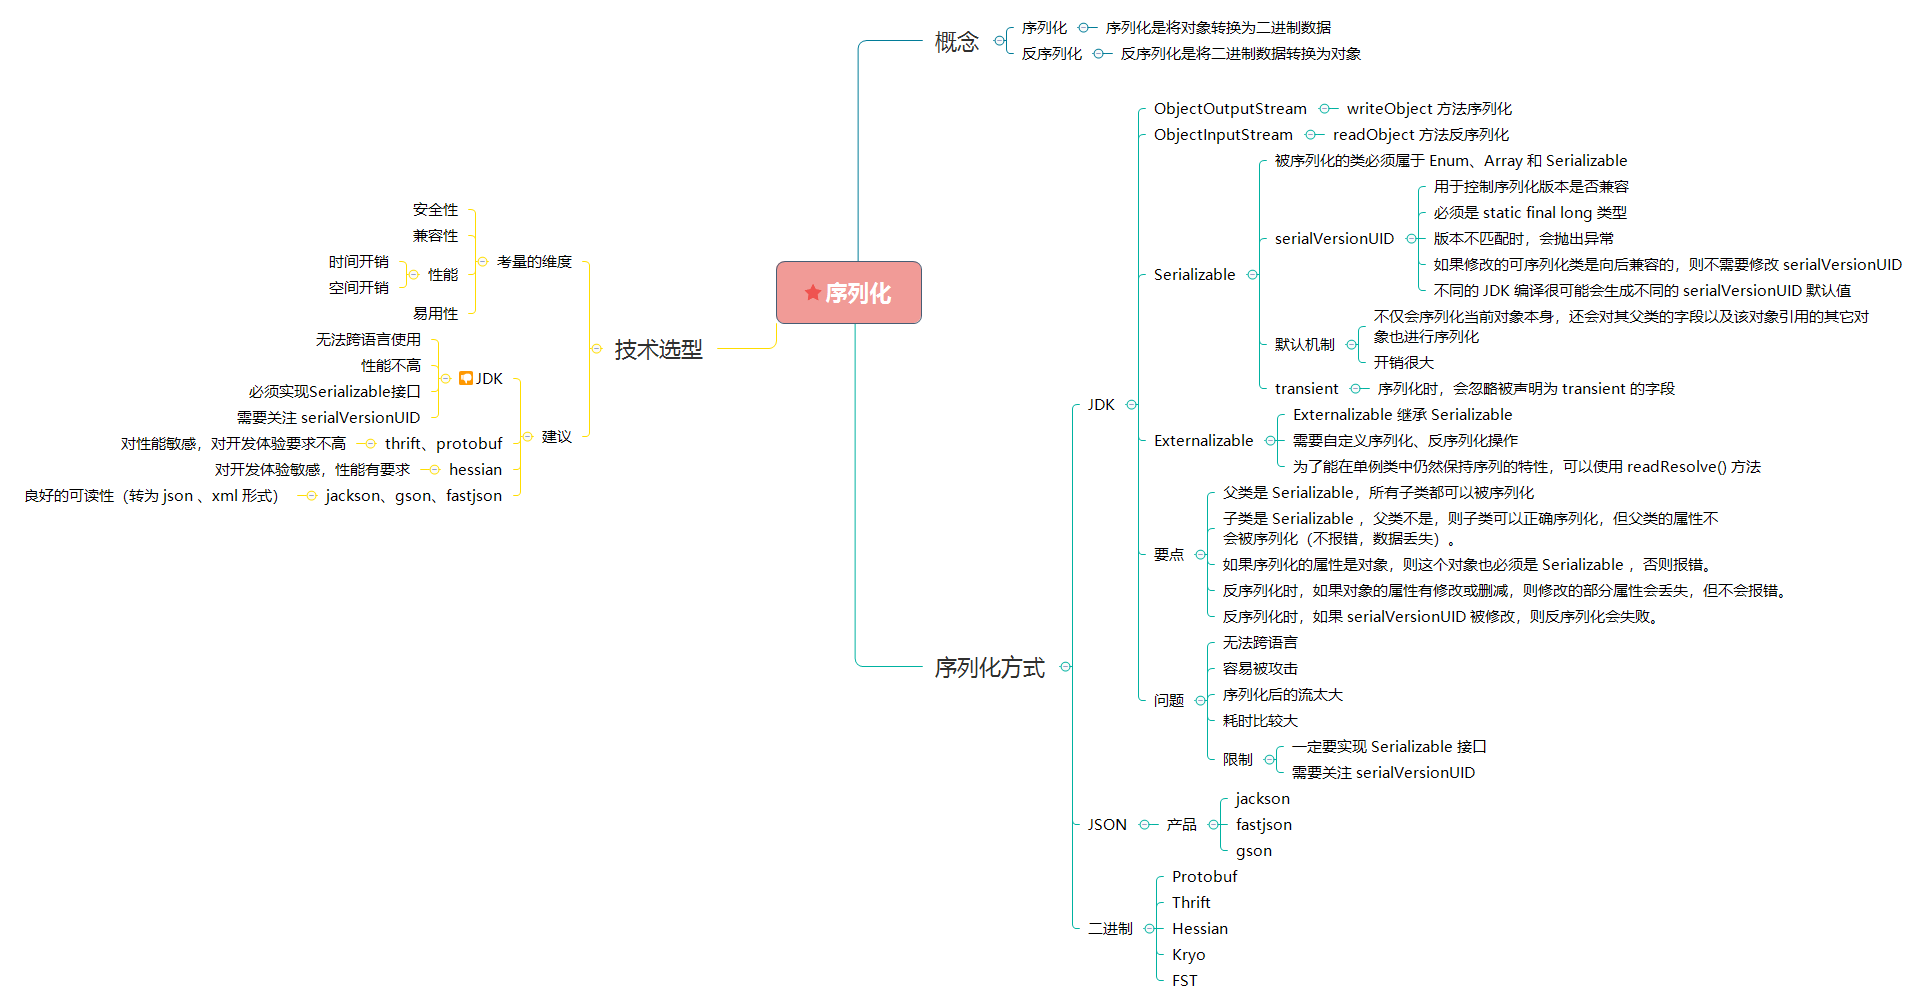 序列化
概念
序列化
序列化是将对象转换为二进制数据
反序列化
反序列化是将二进制数据转换为对象
序列化方式
JDK
ObjectOutputStream
writeObject 方法序列化
ObjectInputStream
readObject 方法反序列化
Serializable
被序列化的类必须属于 Enum、Array 和 Serializable
serialVersionUID
用于控制序列化版本是否兼容
必须是 static final long 类型
版本不匹配时，会抛出异常
如果修改的可序列化类是向后兼容的，则不需要修改 serialVersionUID
不同的 JDK 编译很可能会生成不同的 serialVersionUID 默认值
默认机制
不仅会序列化当前对象本身，还会对其父类的字段以及该对象引用的其它对
象也进行序列化
开销很大
transient
序列化时，会忽略被声明为 transient 的字段
Externalizable
Externalizable 继承 Serializable
需要自定义序列化、反序列化操作
为了能在单例类中仍然保持序列的特性，可以使用 readResolve() 方法
要点
父类是 Serializable，所有子类都可以被序列化
子类是 Serializable ，父类不是，则子类可以正确序列化，但父类的属性不
会被序列化（不报错，数据丢失）。
如果序列化的属性是对象，则这个对象也必须是 Serializable ，否则报错。
反序列化时，如果对象的属性有修改或删减，则修改的部分属性会丢失，但不会报错。
反序列化时，如果 serialVersionUID 被修改，则反序列化会失败。
问题
无法跨语言
容易被攻击
序列化后的流太大
耗时比较大
限制
一定要实现 Serializable 接口
需要关注 serialVersionUID
JSON
产品
jackson
fastjson
gson
二进制
Protobuf
Thrift
Hessian
Kryo
FST
技术选型
考量的维度
安全性
兼容性
性能
时间开销
空间开销
易用性
建议
JDK
无法跨语言使用
性能不高
必须实现Serializable接口
需要关注 serialVersionUID
thrift、protobuf
对性能敏感，对开发体验要求不高
hessian
对开发体验敏感，性能有要求
jackson、gson、fastjson
良好的可读性（转为 json 、xml 形式）